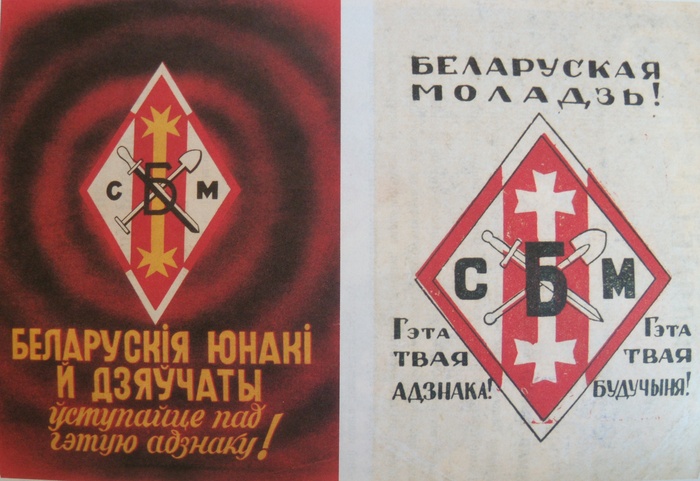 С Б М
БЕЛАРУСКІЯ ЮНАКІ
Й ДЗЯЎЧАТЫ
ўступайце пад
гэтую адзнаку!
БЕЛАРУСКАЯ
МОЛАДЗЬ!
С Б М
Гэта
ТВАЯ
АДЗНАКА!
Гэта
ТВАЯ
БУДУЧЫНЯ!